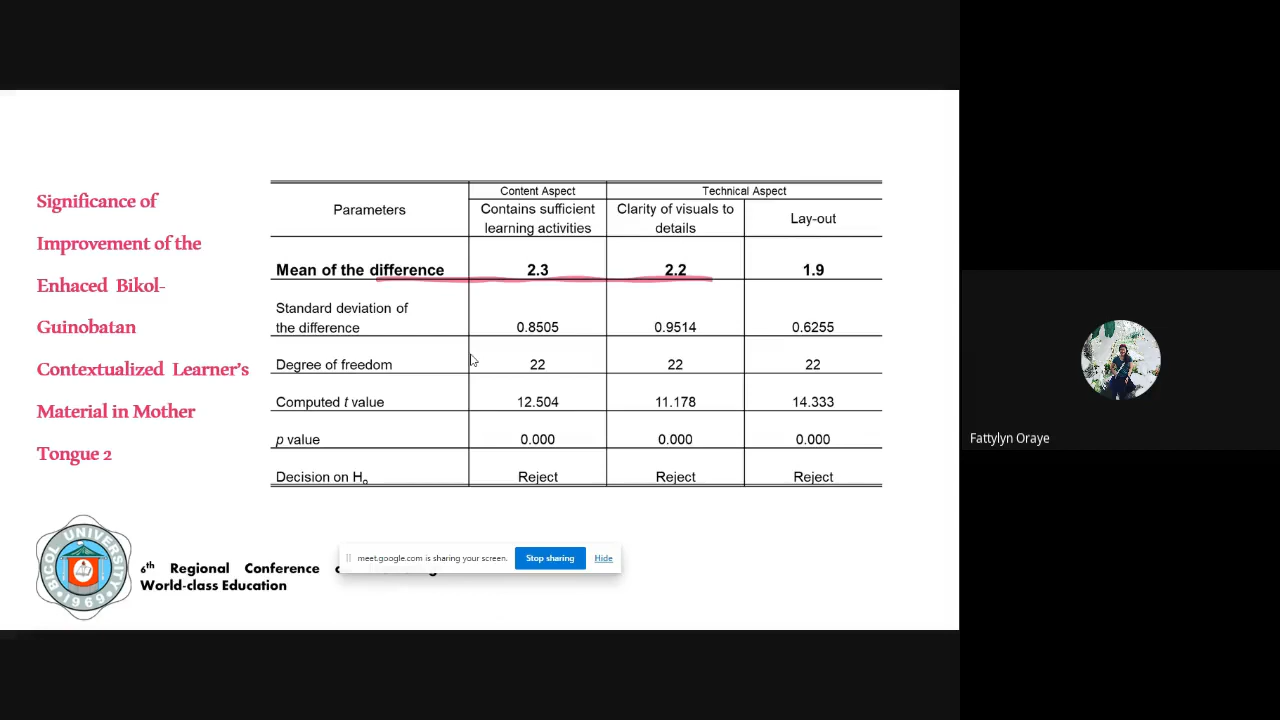 Significance of
Improvement of the
Enhaced Bikol-
Guinobatan
Contextualized Learner's
Material in Mother
Tongue 2
Parameters
Content Aspect
Technical Aspect
Contains sufficient
learning activities
Clarity of visuals to
details
Lay-out
Mean of the difference 2.3 2.2 1.9
Standard deviation of
the difference 0.8505 0.9514 0.6255
Degree of freedom 22 22 22
Computed t value 12.504 11.178 14.333
p value 0.000 0.000 0.000
Decision on Ho Reject Reject Reject
BICOL UNIVERSITY
1969
6th Regional Conference
World-class Education
meet.google.com is sharing your screen. Stop sharing Hide
Fattylyn Oraye